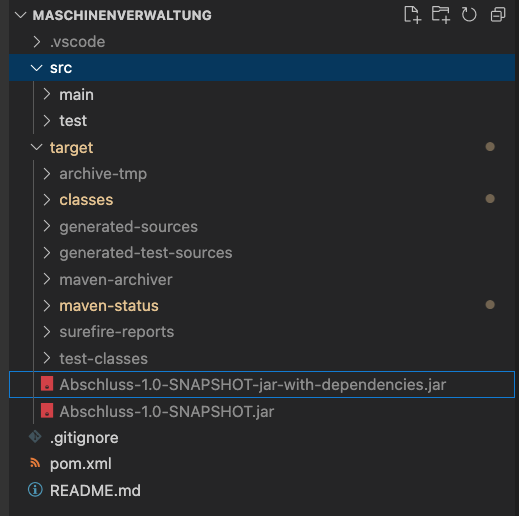 MASCHINENVERWALTUNG
.vscode
src
main
test
target
archive-tmp
classes
generated-sources
generated-test-sources
maven-archiver
maven-status
surefire-reports
test-classes
Abschluss-1.0-SNAPSHOT-jar-with-dependencies.jar
Abschluss-1.0-SNAPSHOT.jar
.gitignore
pom.xml
README.md